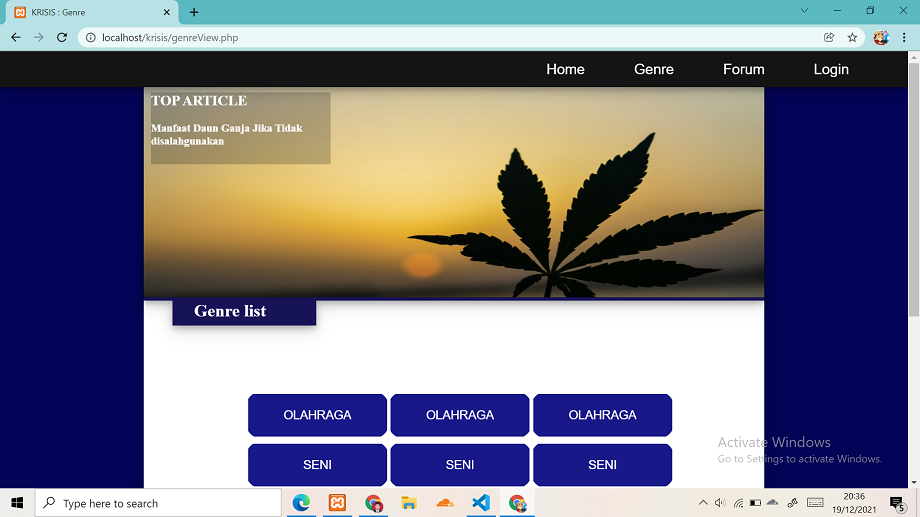 KRISIS : Genre
localhost/krisis/genreView.php
Home Genre Forum Login
TOP ARTICLE
Manfaat Daun Ganja Jika Tidak
disalahgunakan
Genre list
OLAHRAGA OLAHRAGA OLAHRAGA
SENI SENI SENI
Activate Windows
Go to Settings to activate Windows.
Type here to search
20:36
19/12/2021
5